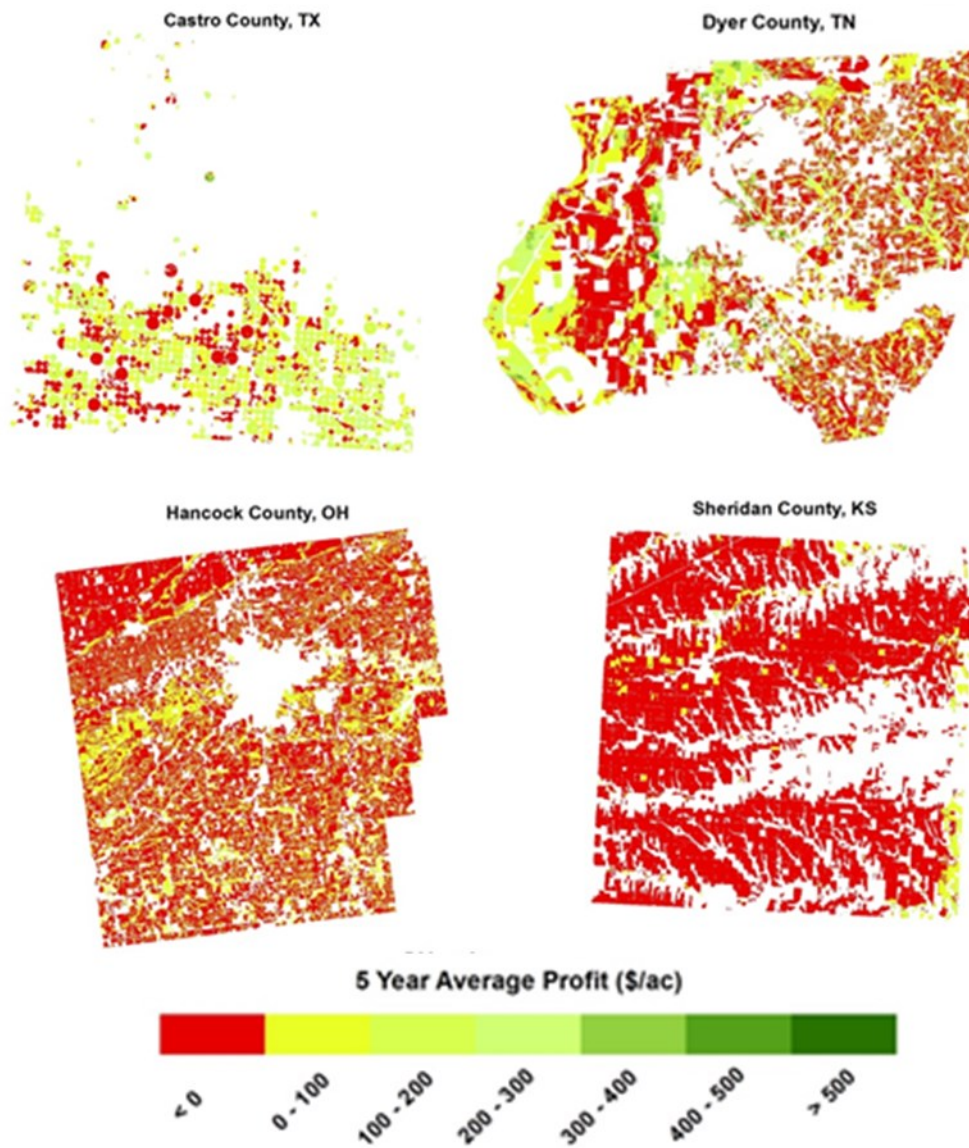 Castro County, TX
Dyer County, TN
Hancock County, OH
Sheridan County, KS
5 Year Average Profit ($/ac)
< 0
0 - 100
100 - 200
200 - 300
300 - 400
400 - 500
> 500